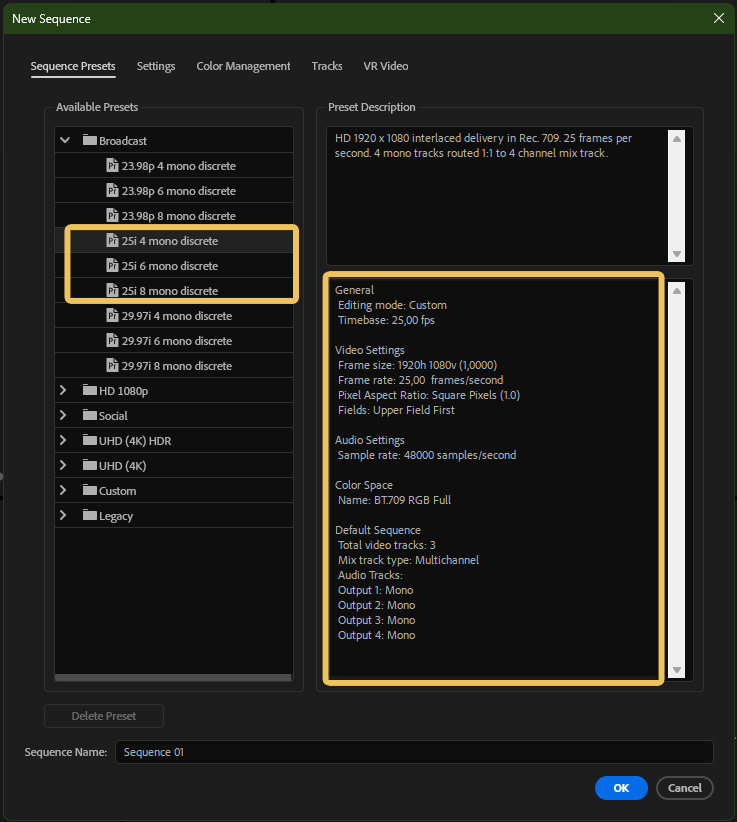 New Sequence
Sequence Presets Settings Color Management Tracks VR Video
Available Presets
Broadcast
23.98p 4 mono discrete
23.98p 6 mono discrete
23.98p 8 mono discrete
25i 4 mono discrete
25i 6 mono discrete
25i 8 mono discrete
29.97i 4 mono discrete
29.97i 6 mono discrete
29.97i 8 mono discrete
HD 1080p
Social
UHD (4K) HDR
UHD (4K)
Custom
Legacy
Delete Preset
Preset Description
HD 1920 x 1080 interlaced delivery in Rec. 709. 25 frames per
second. 4 mono tracks routed 1:1 to 4 channel mix track.
General
Editing mode: Custom
Timebase: 25,00 fps
Video Settings
Frame size: 1920h 1080v (1,0000)
Frame rate: 25,00 frames/second
Pixel Aspect Ratio: Square Pixels (1.0)
Fields: Upper Field First
Audio Settings
Sample rate: 48000 samples/second
Color Space
Name: BT.709 RGB Full
Default Sequence
Total video tracks: 3
Mix track type: Multichannel
Audio Tracks:
Output 1: Mono
Output 2: Mono
Output 3: Mono
Output 4: Mono
Sequence Name: Sequence 01
OK Cancel